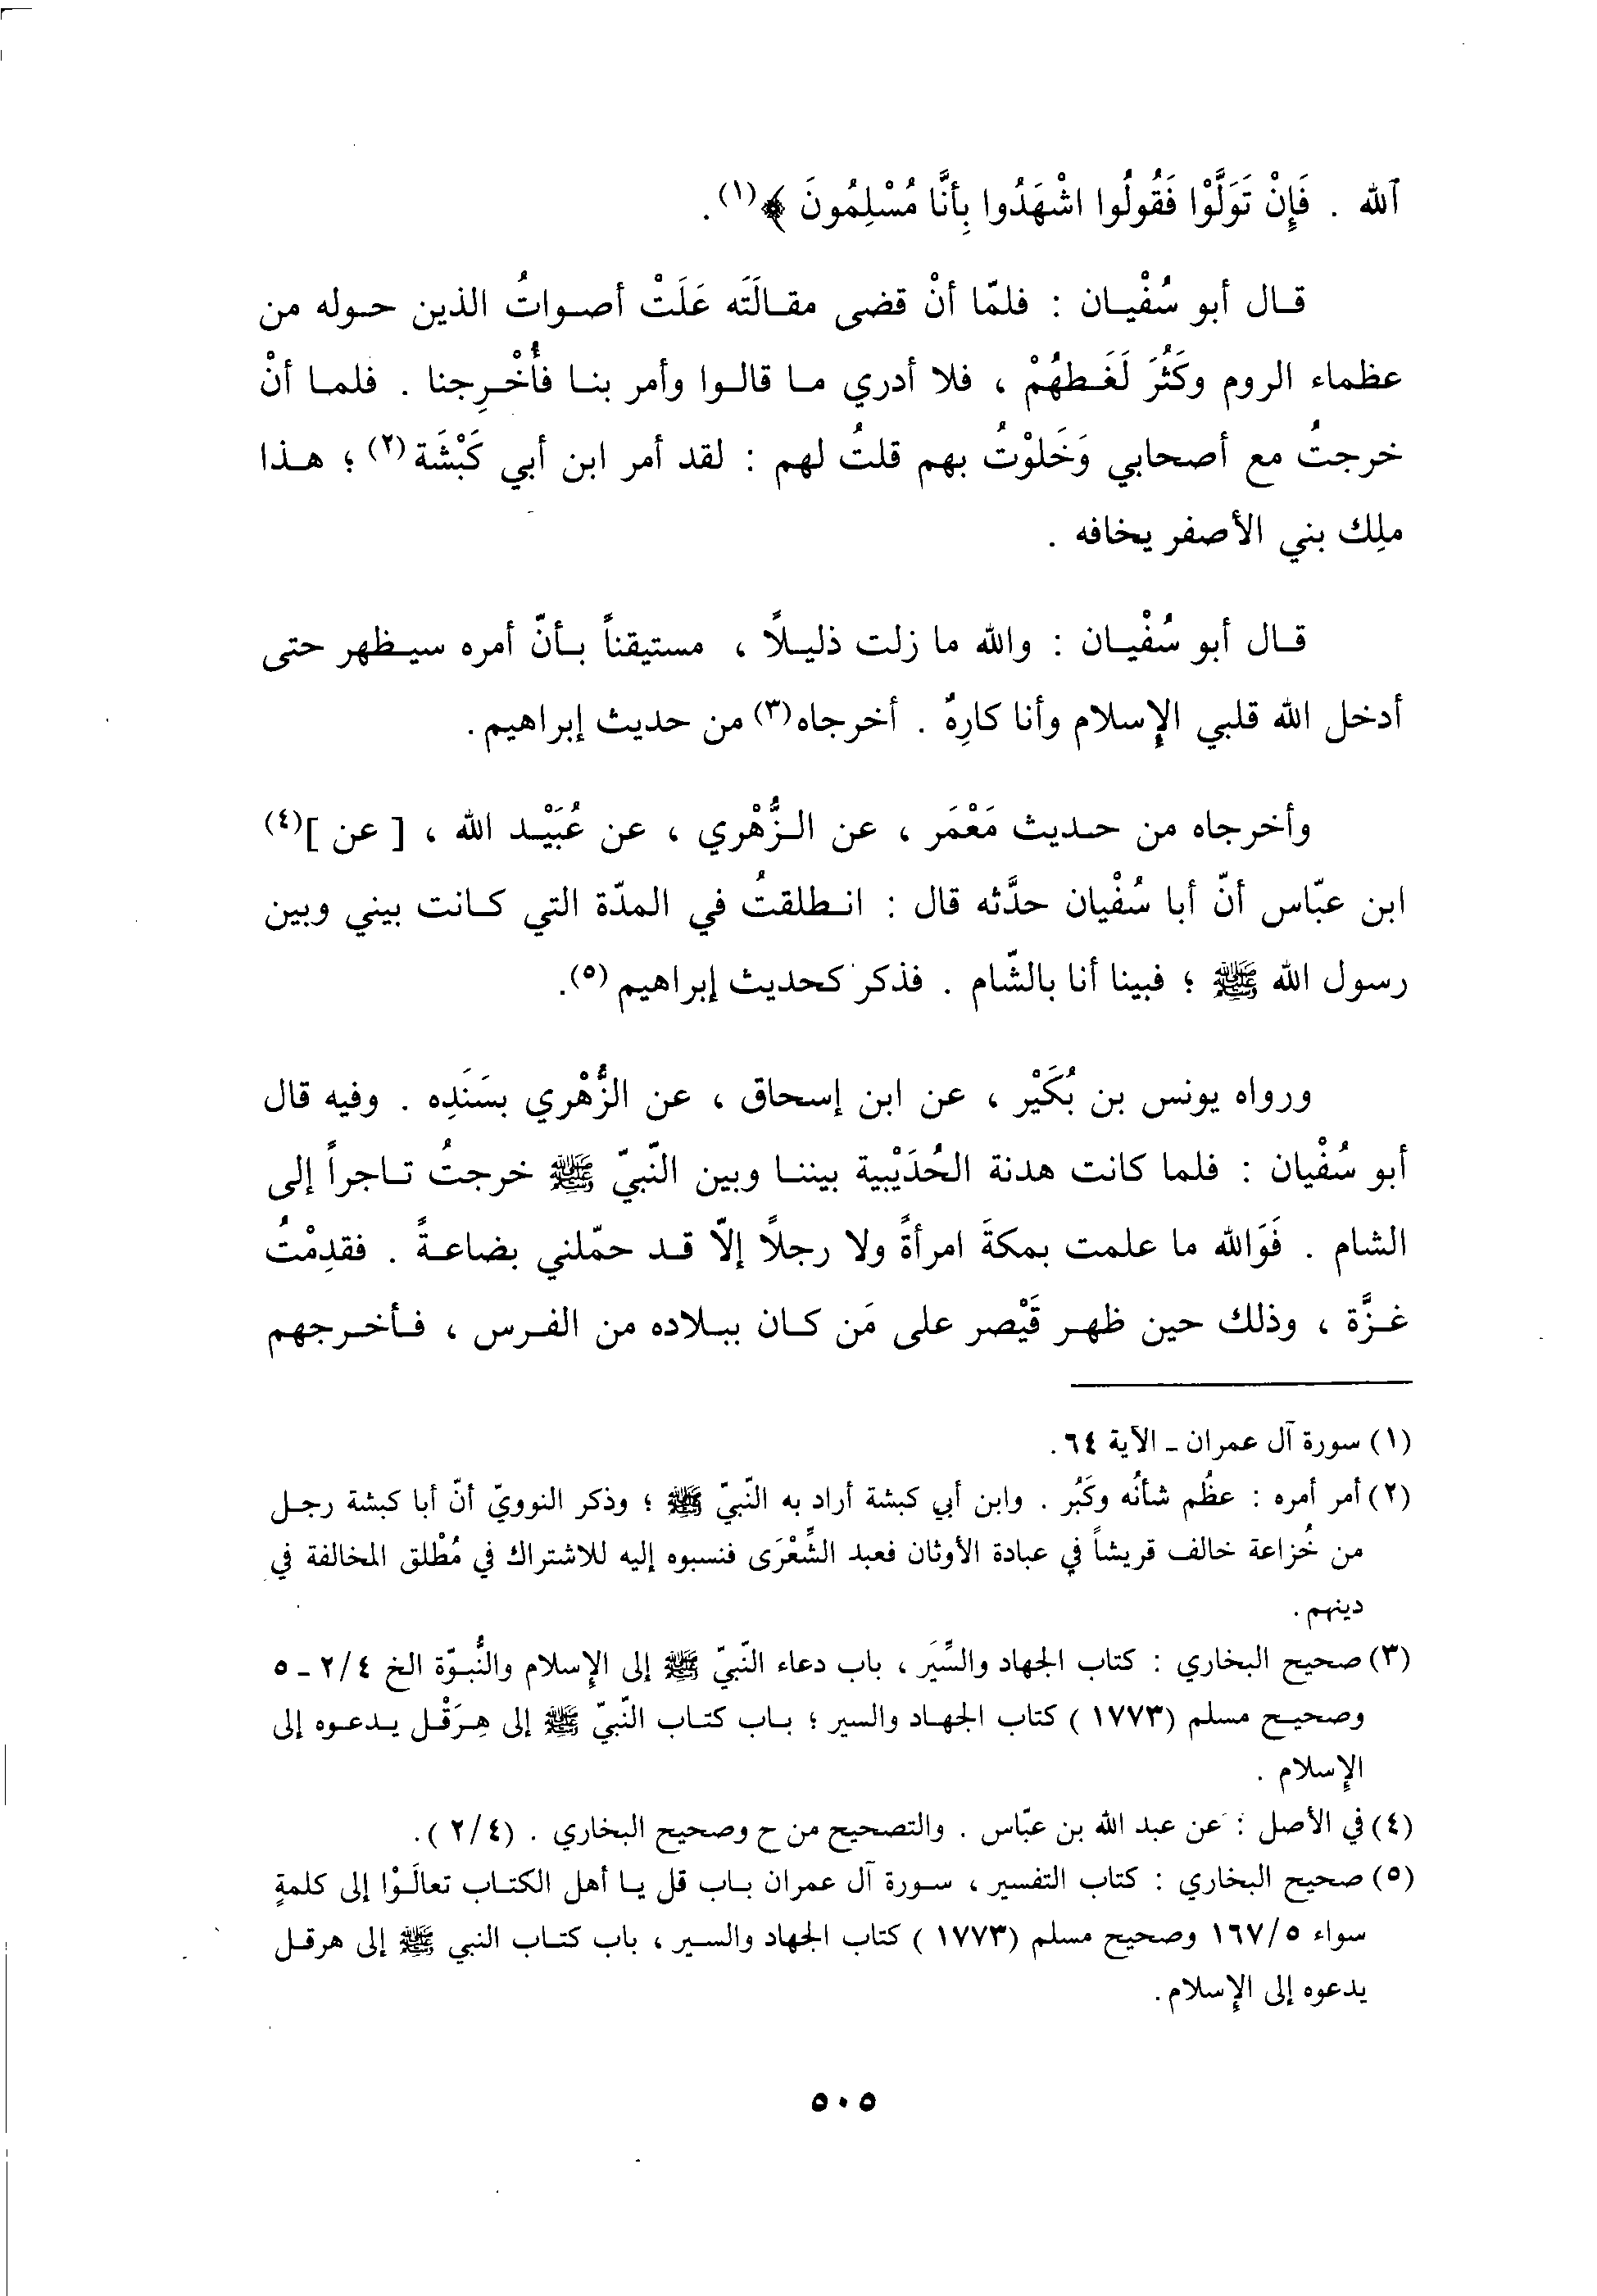 ٱلله . فَإِنْ تَوَلَّوْا فَقُولُوا اشْهَدُوا بِأَنَّا مُسْلِمُونَ ﴾(١).
قال أبو سُفْيان : فلمّا أنْ قضى مقالَتَه عَلَتْ أصواتُ الذين حوله من
عظماء الروم وكَثُرَ لَغَطهُمْ ، فلا أدري ما قالوا وأمر بنا فأُخْرِجنا . فلما أنْ
خرجتُ مع أصحابي وَخَلوْتُ بهم قلتُ لهم : لقد أمر ابن أبي كَبْشَة(٢) ؛ هذا
ملِك بني الأصفر يخافه .
قال أبو سُفْيان : والله ما زلت ذليلاً ، مستيقناً بأنّ أمره سيظهر حتى
أدخل الله قلبي الإسلام وأنا كارِهٌ . أخرجاه(٣) من حديث إبراهيم.
وأخرجاه من حديث مَعْمَر ، عن الزُّهْري ، عن عُبَيْد الله ، [ عن ](٤)
ابن عبّاس أنّ أبا سُفْيان حدَّثه قال : انطلقتُ في المدّة التي كانت بيني وبين
رسول الله ﷺ ؛ فبينا أنا بالشّام . فذكر كحديث إبراهيم(٥).
ورواه يونس بن بُكَيْر ، عن ابن إسحاق ، عن الزُّهْري بسَنَدِه . وفيه قال
أبو سُفْيان : فلما كانت هدنة الحُدَيْبية بيننا وبين النّبيّ ﷺ خرجتُ تاجراً إلى
الشام . فَوَالله ما علمت بمكةَ امرأةً ولا رجلاً إلاّ قد حمّلني بضاعةً . فقدِمْتُ
غزَّة ، وذلك حين ظهر قَيْصر على مَن كان ببلاده من الفرس ، فأخرجهم
(١) سورة آل عمران ـ الآية ٦٤.
(٢) أمر أمره : عظُم شأنُه وكَبُر . وابن أبي كبشة أراد به النّبيّ ﷺ ؛ وذكر النوويّ أنّ أبا كبشة رجل
من خُزاعة خالف قريشاً في عبادة الأوثان فعبد الشِّعْرَى فنسبوه إليه للاشتراك في مُطْلق المخالفة في
دينهم.
(٣) صحيح البخاري : كتاب الجهاد والسِّيَر ، باب دعاء النّبيّ ﷺ إلى الإسلام والنُّبوّة الخ ٢/٤ ـ ٥
وصحيح مسلم (١٧٧٣ ) كتاب الجهاد والسير ؛ باب كتاب النّبيّ ﷺ إلى هِرَقْل يدعوه إلى
الإسلام .
(٤) في الأصل : عن عبد الله بن عبّاس . والتصحيح من ح وصحيح البخاري . (٢/٤ ).
(٥) صحيح البخاري : كتاب التفسير ، سورة آل عمران باب قل يا أهل الكتاب تعالَوْا إلى كلمةٍ
سواء ١٦٧/٥ وصحيح مسلم (١٧٧٣ ) كتاب الجهاد والسير ، باب كتاب النبي ﷺ إلى هرقل
يدعوه إلى الإسلام.
٥٠٥